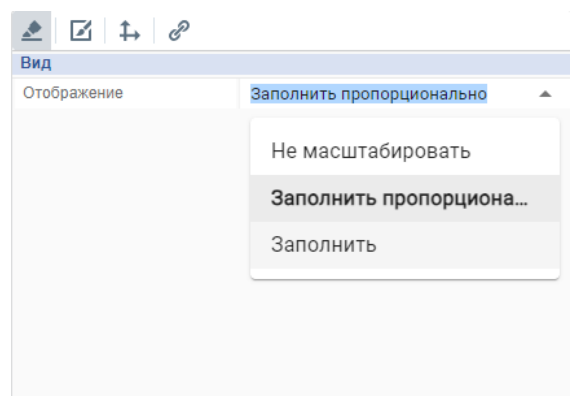 Вид
Отображение Заполнить пропорционально
Не масштабировать
Заполнить пропорциона...
Заполнить